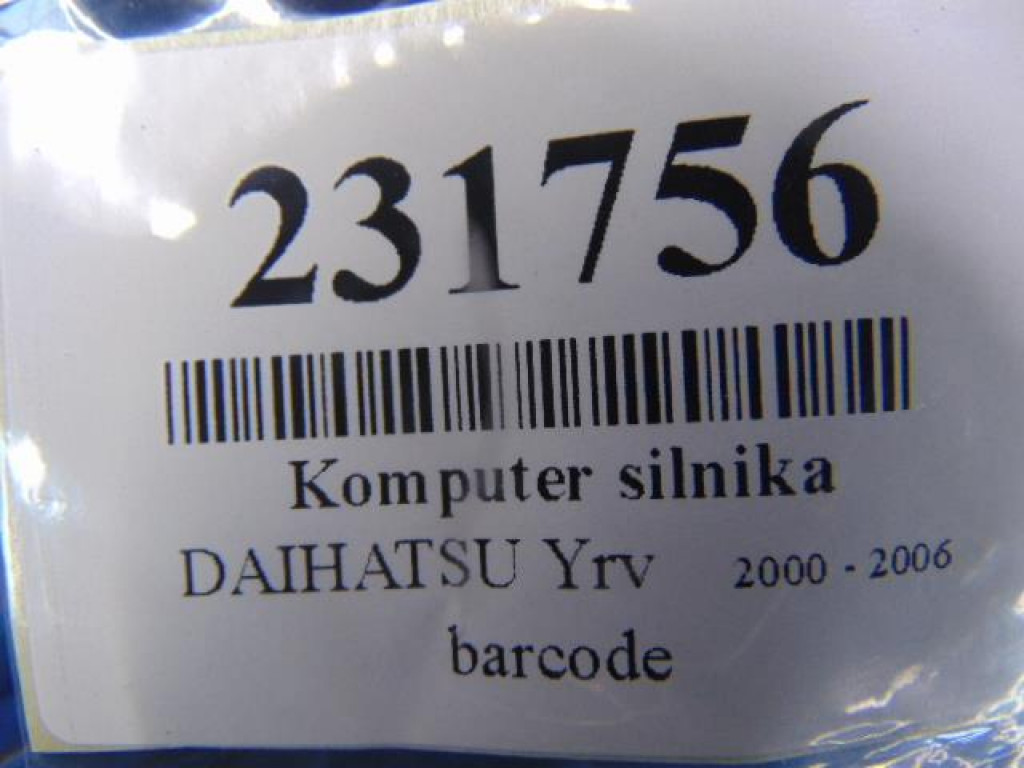 231756
Komputer silnika
DAIHATSU Yrv 2000 - 2006
barcode